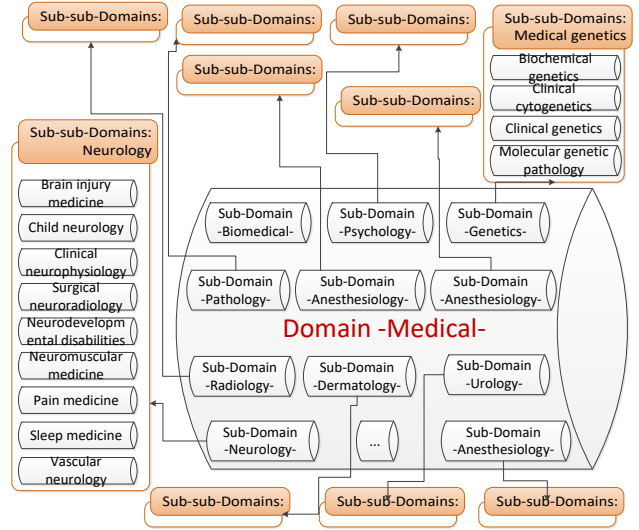 Sub-sub-Domains:
Sub-sub-Domains:
Sub-sub-Domains:
Sub-sub-Domains:
Medical genetics
Biochemical
genetics
Clinical
cytogenetics
Clinical genetics
Molecular genetic
pathology
Sub-sub-Domains:
Sub-sub-Domains:
Sub-sub-Domains:
Neurology
Brain injury
medicine
Child neurology
Clinical
neurophysiology
Surgical
neuroradiology
Neurodevelopm
ental disabilities
Neuromuscular
medicine
Pain medicine
Sleep medicine
Vascular
neurology
Sub-Domain
-Biomedical-
Sub-Domain
-Psychology-
Sub-Domain
-Genetics-
Sub-Domain
-Pathology-
Sub-Domain
-Anesthesiology-
Sub-Domain
-Anesthesiology-
Domain -Medical-
Sub-Domain
-Radiology-
Sub-Domain
-Dermatology-
Sub-Domain
-Urology-
Sub-Domain
-Neurology-
...
Sub-Domain
-Anesthesiology-
Sub-sub-Domains:
Sub-sub-Domains:
Sub-sub-Domains: